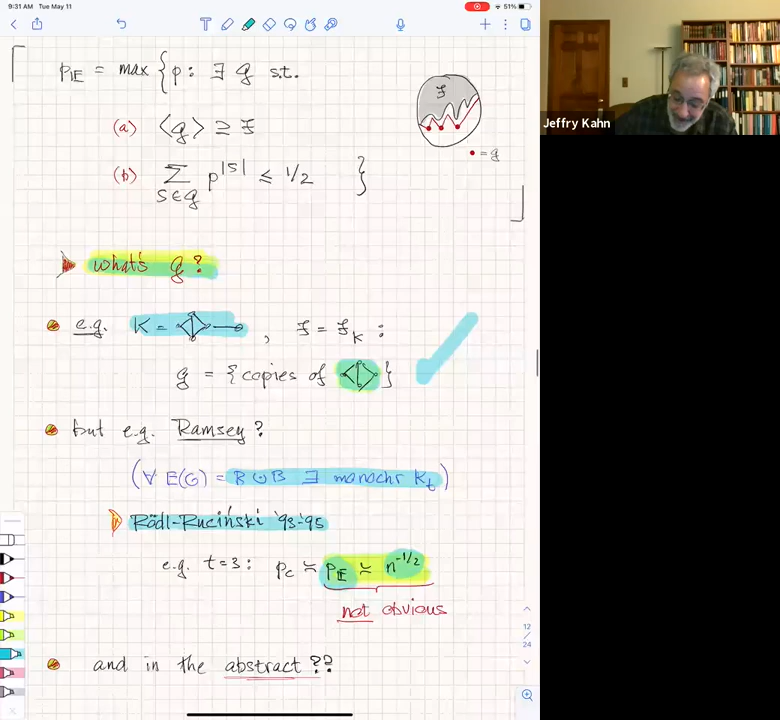 9:31 AM Tue May 11
51%
p_E = max { p : ∃ g s.t.
(a) ⟨g⟩ ⊇ F
(b) ∑_{S∈g} p^{|S|} ≤ 1/2 }
F
• = g
what's g?
e.g. K = , F = F_K :
g = {copies of }
but e.g. Ramsey?
(∀ E(G) = R ∪ B ∃ monochr K_t)
Rödl-Ruciński '93-'95
e.g. t=3: p_c ≍ p_E ≍ n^{-1/2}
not obvious
and in the abstract ??
12
24
Jeffry Kahn